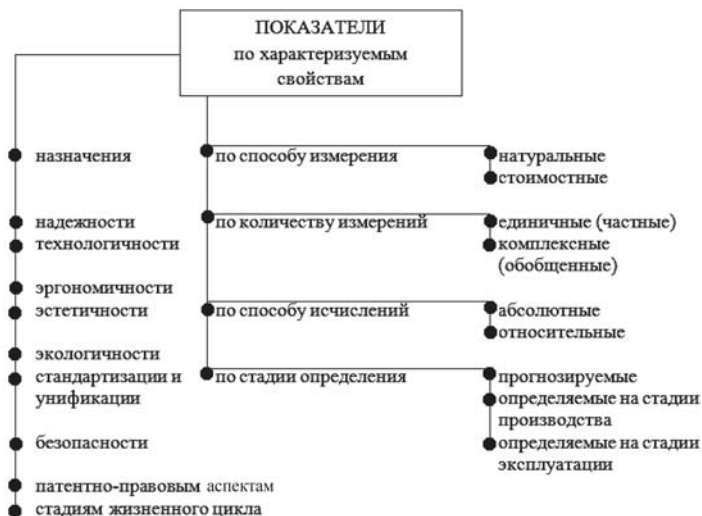 ПОКАЗАТЕЛИ
по характеризуемым
свойствам
назначения
надежности
технологичности
эргономичности
эстетичности
экологичности
стандартизации и
унификации
безопасности
патентно-правовым аспектам
стадиям жизненного цикла
по способу измерения
натуральные
стоимостные
по количеству измерений
единичные (частные)
комплексные
(обобщенные)
по способу исчислений
абсолютные
относительные
по стадии определения
прогнозируемые
определяемые на стадии
производства
определяемые на стадии
эксплуатации